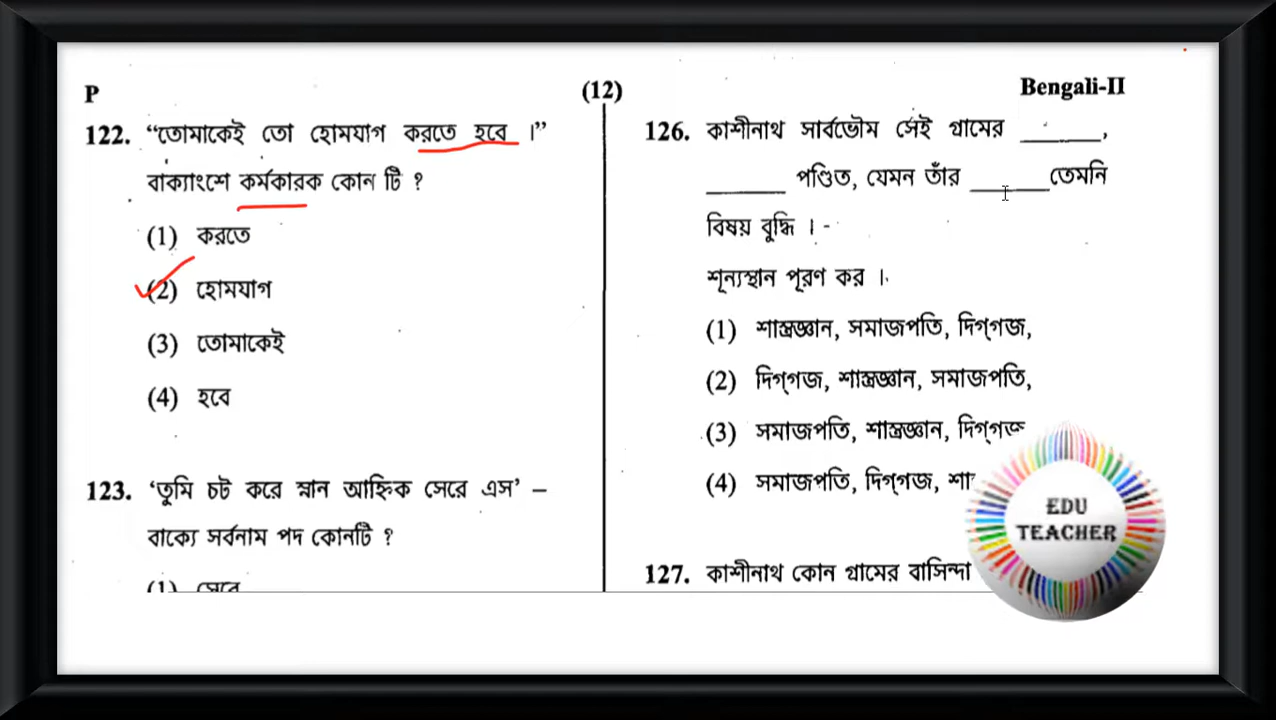 P
(12)
Bengali-II
122. “তোমাকেই তো হোমযাগ করতে হবে ।”
বাক্যাংশে কর্মকারক কোন টি ?
(1) করতে
(2) হোমযাগ
(3) তোমাকেই
(4) হবে
123. ‘তুমি চট করে স্নান আহ্নিক সেরে এস’ –
বাক্যে সর্বনাম পদ কোনটি ?
(1) সেরে
126. কাশীনাথ সার্বভৌম সেই গ্রামের ______,
______ পণ্ডিত, যেমন তাঁর ______তেমনি
বিষয় বুদ্ধি । -
শূন্যস্থান পূরণ কর ।
(1) শাস্ত্রজ্ঞান, সমাজপতি, দিগ্‌গজ,
(2) দিগ্‌গজ, শাস্ত্রজ্ঞান, সমাজপতি,
(3) সমাজপতি, শাস্ত্রজ্ঞান, দিগ্‌গজ
(4) সমাজপতি, দিগ্‌গজ,
127. কাশীনাথ কোন গ্রামের বাসিন্দা
EDU
TEACHER